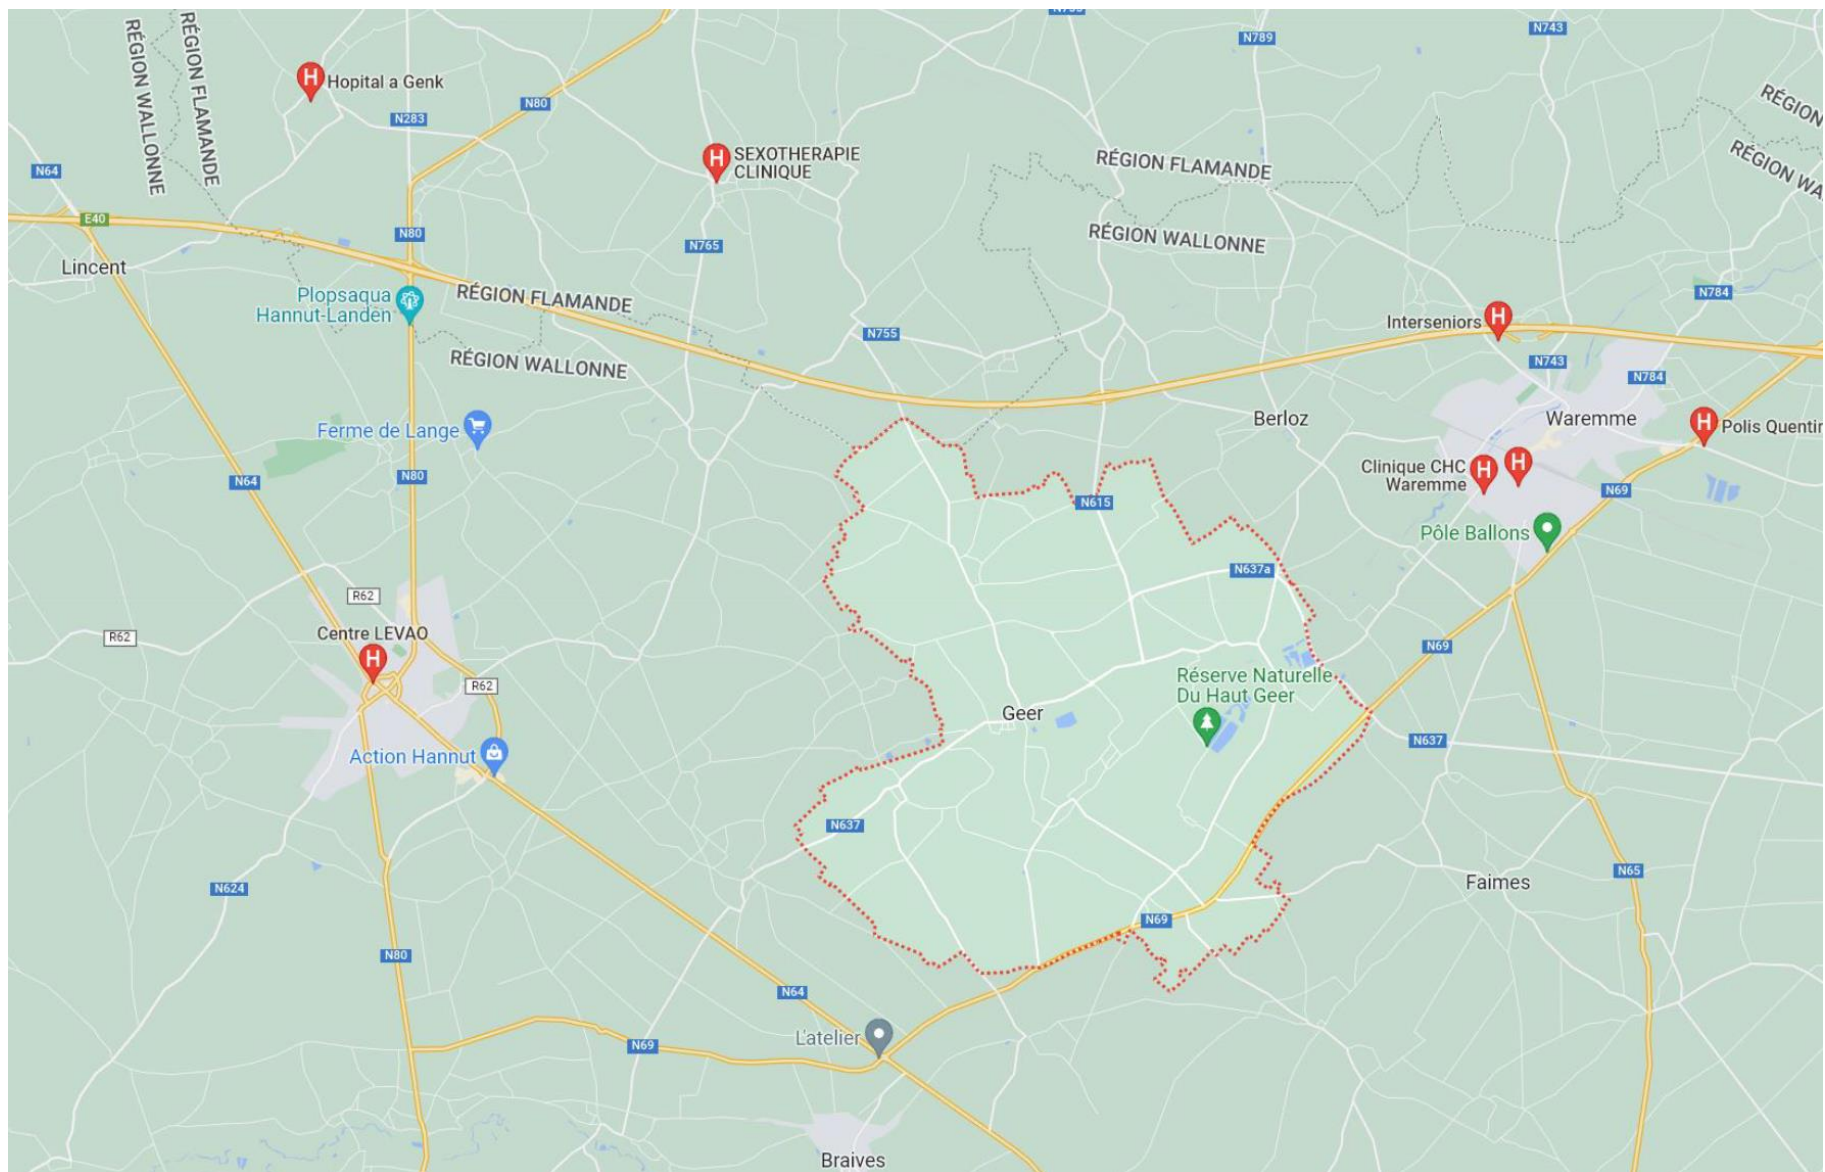 N755
N743
N789
RÉGION WALLONNE
RÉGION FLAMANDE
Hopital a Genk
N80
N283
RÉGION
SEXOTHERAPIE
CLINIQUE
RÉGION FLAMANDE
RÉGION WA
N64
E40
N80
N765
RÉGION WALLONNE
Lincent
Plopsaqua
Hannut-Landen
RÉGION FLAMANDE
N784
Interseniors
N755
RÉGION WALLONNE
N743
N784
Ferme de Lange
Berloz
Waremme
Polis Quentin
N64
N80
Clinique CHC
Waremme
N69
N615
Pôle Ballons
N637a
R62
R62
Centre LEVAO
N69
R62
Réserve Naturelle
Du Haut Geer
Geer
Action Hannut
N637
N637
N624
Faimes
N65
N69
N80
N64
L'atelier
N69
Braives